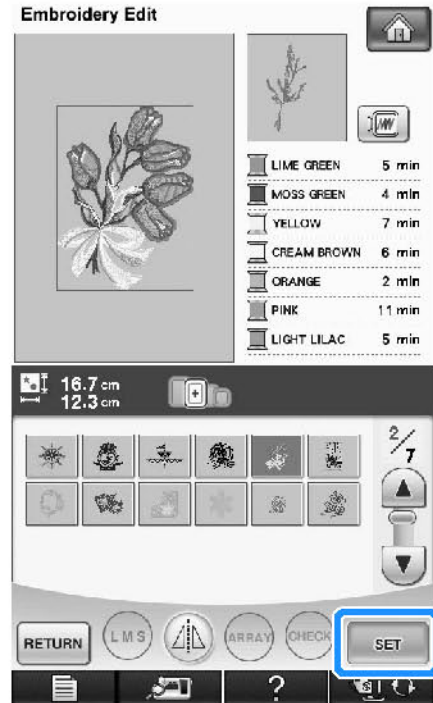 Embroidery Edit
LIME GREEN 5 min
MOSS GREEN 4 min
YELLOW 7 min
CREAM BROWN 6 min
ORANGE 2 min
PINK 11 min
LIGHT LILAC 5 min
16.7 cm
12.3 cm
2/7
RETURN
LMS
ARRAY
CHECK
SET
?